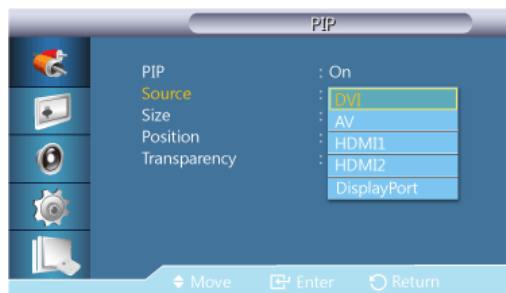 PIP
PIP : On
Source : DVI
Size : AV
Position : HDMI1
Transparency : HDMI2
DisplayPort
Move Enter Return